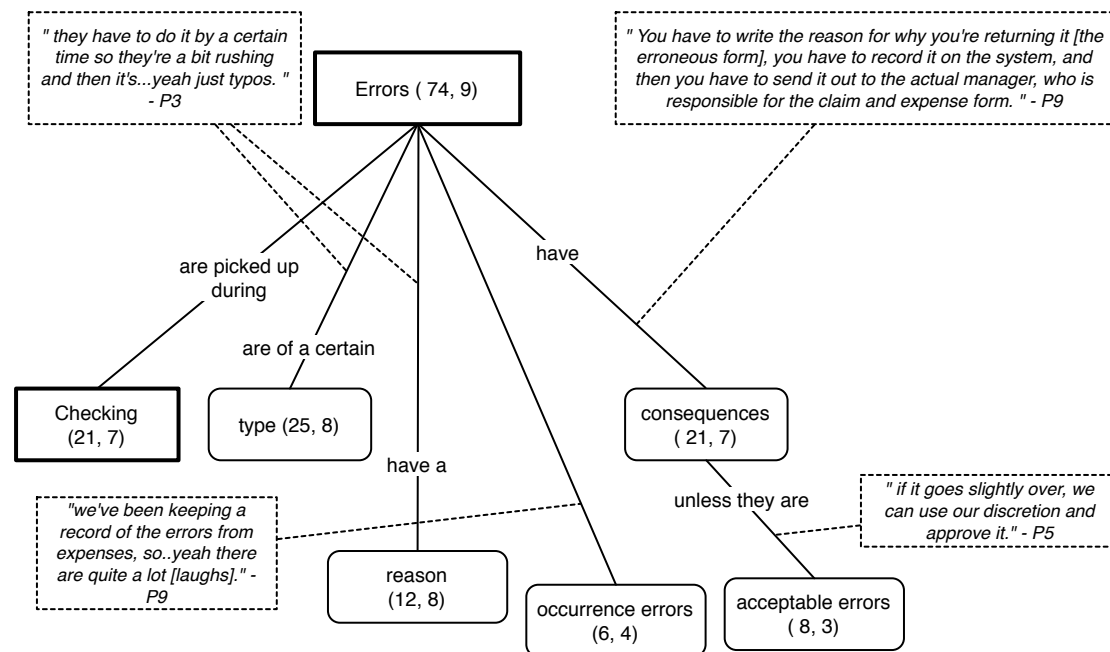 " they have to do it by a certain
time so they're a bit rushing
and then it's...yeah just typos. "
- P3
Errors ( 74, 9)
" You have to write the reason for why you're returning it [the
erroneous form], you have to record it on the system, and
then you have to send it out to the actual manager, who is
responsible for the claim and expense form. " - P9
are picked up
during
have
are of a certain
Checking
(21, 7)
type (25, 8)
consequences
( 21, 7)
have a
unless they are
"we've been keeping a
record of the errors from
expenses, so..yeah there
are quite a lot [laughs]." -
P9
" if it goes slightly over, we
can use our discretion and
approve it." - P5
reason
(12, 8)
occurrence errors
(6, 4)
acceptable errors
( 8, 3)